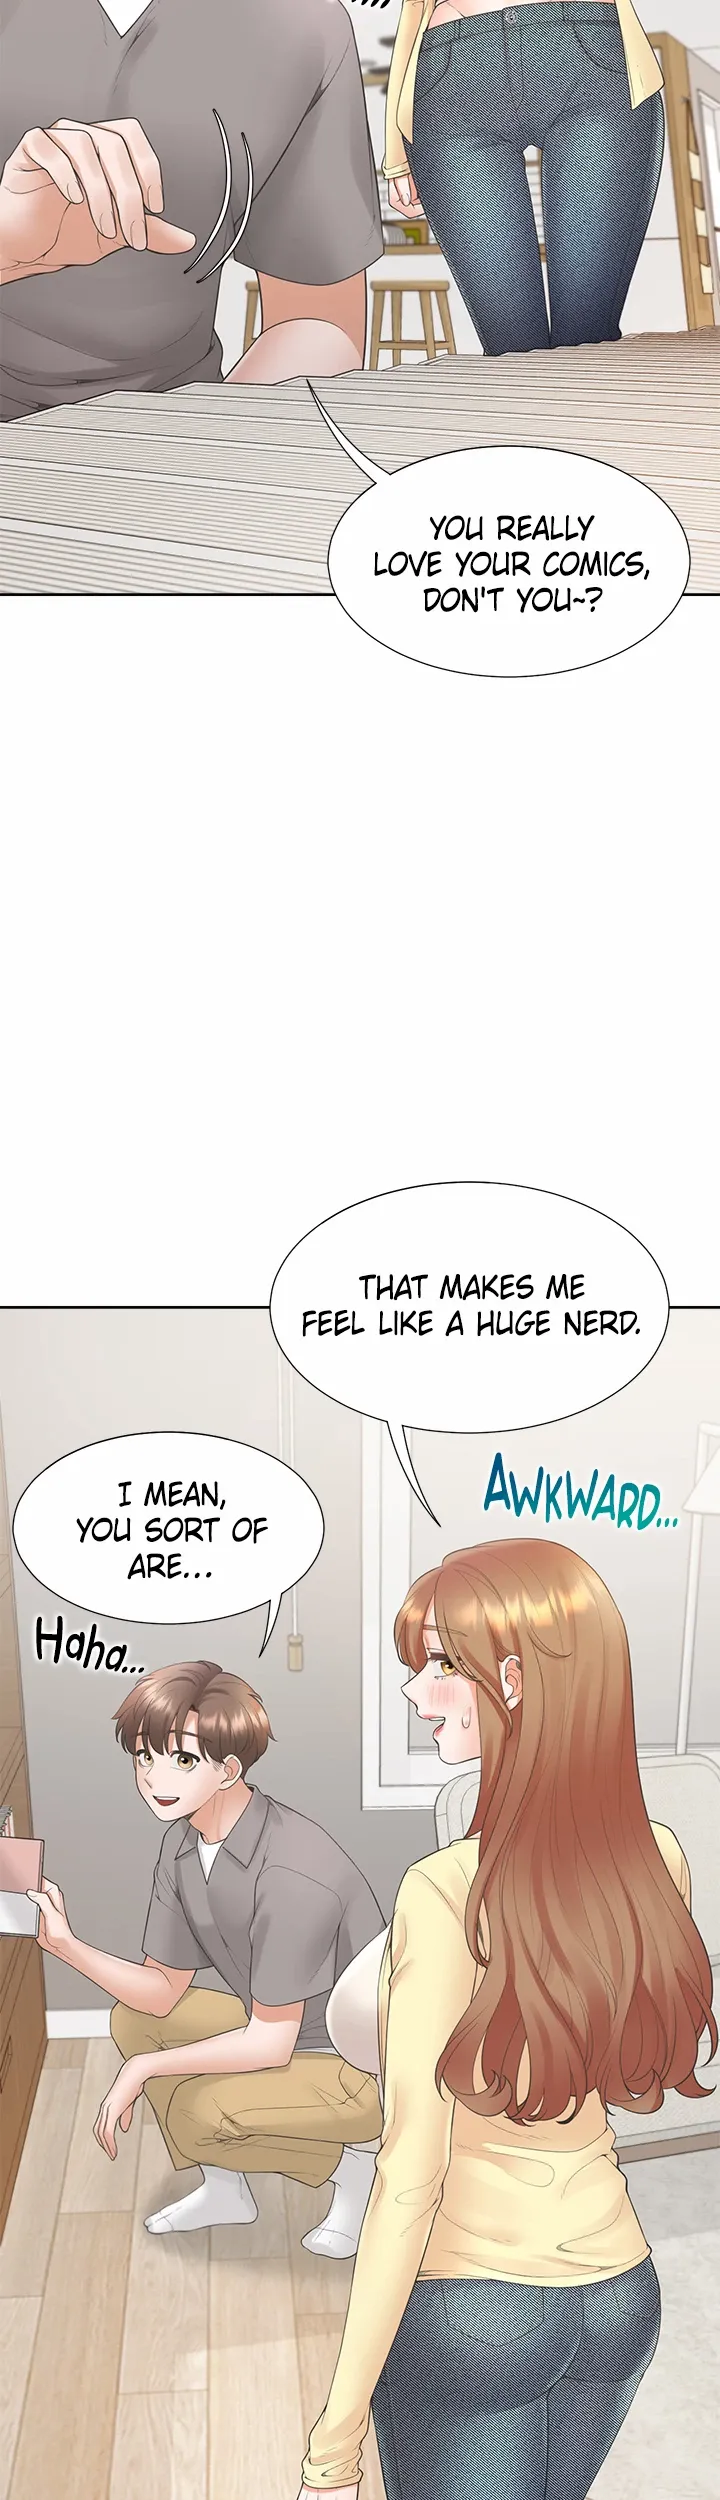 YOU REALLY
LOVE YOUR COMICS,
DON'T YOU~?
THAT MAKES ME
FEEL LIKE A HUGE NERD.
I MEAN,
YOU SORT OF
ARE...
AWKWARD...
Haha...